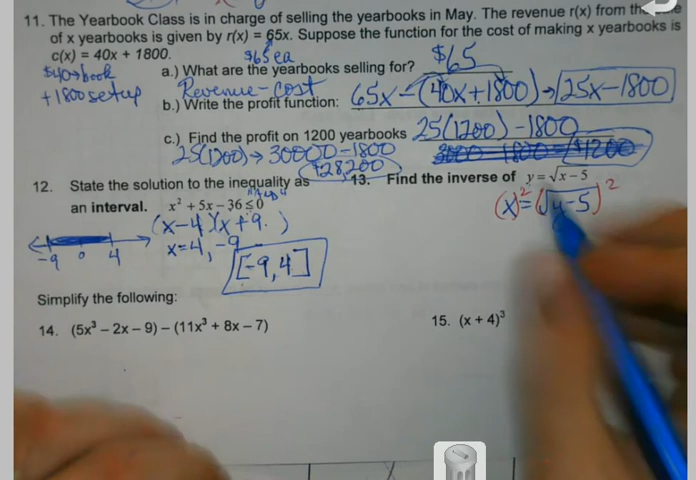 11. The Yearbook Class is in charge of selling the yearbooks in May. The revenue r(x) from the
of x yearbooks is given by r(x) = 65x. Suppose the function for the cost of making x yearbooks is
c(x) = 40x + 1800.
$65 ea
$40→book
+1800 setup
a.) What are the yearbooks selling for? $65
Revenue - Cost
b.) Write the profit function: 65x - (40x+1800) → 25x-1800
c.) Find the profit on 1200 yearbooks 25(1200) - 1800
25(1200) → 30000 - 1800
28,200
12. State the solution to the inequality as
an interval. x² + 5x – 36 ≤ 0
(x-4)(x+9)
x=4, -9
-9 0 4
[-9,4]
13. Find the inverse of y = √x – 5
(x)² = (√y-5)²
Simplify the following:
14. (5x³ – 2x – 9) – (11x³ + 8x – 7)
15. (x + 4)³